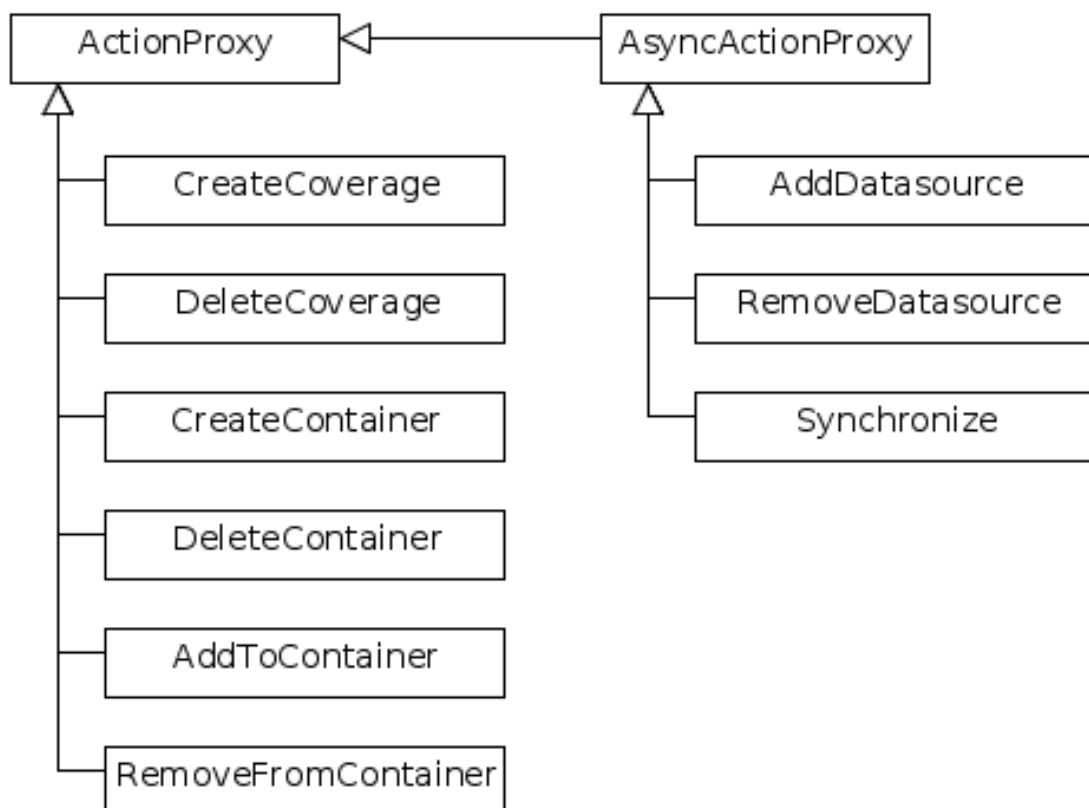 ActionProxy
AsyncActionProxy
CreateCoverage
DeleteCoverage
CreateContainer
DeleteContainer
AddToContainer
RemoveFromContainer
AddDatasource
RemoveDatasource
Synchronize